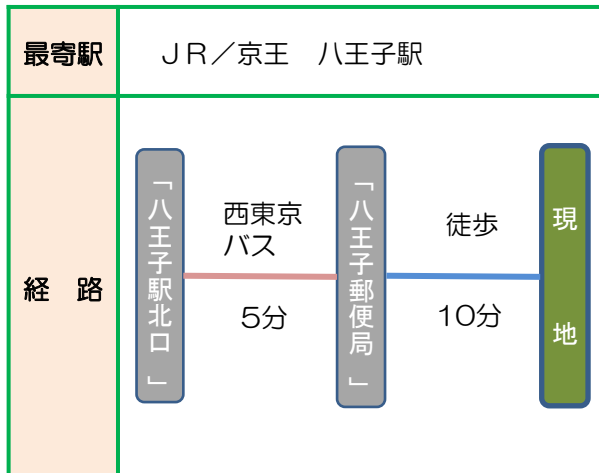 最寄駅
ＪＲ／京王　八王子駅
経　路
「八王子駅北口」
西東京
バス
5分
「八王子郵便局」
徒歩
10分
現　地